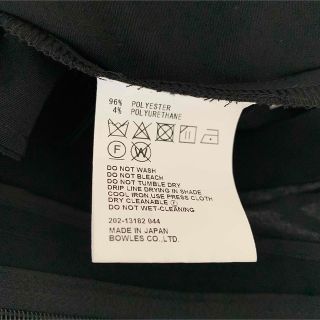 96% POLYESTER
4% POLYURETHANE
F W
DO NOT WASH
DO NOT BLEACH
DO NOT TUMBLE DRY
DRIP LINE DRYING IN SHADE
COOL IRON.USE PRESS CLOTH
DRY CLEANABLE Ⓕ
DO NOT WET-CLEANING
202-13182 044
MADE IN JAPAN
BOWLES CO.,LTD.